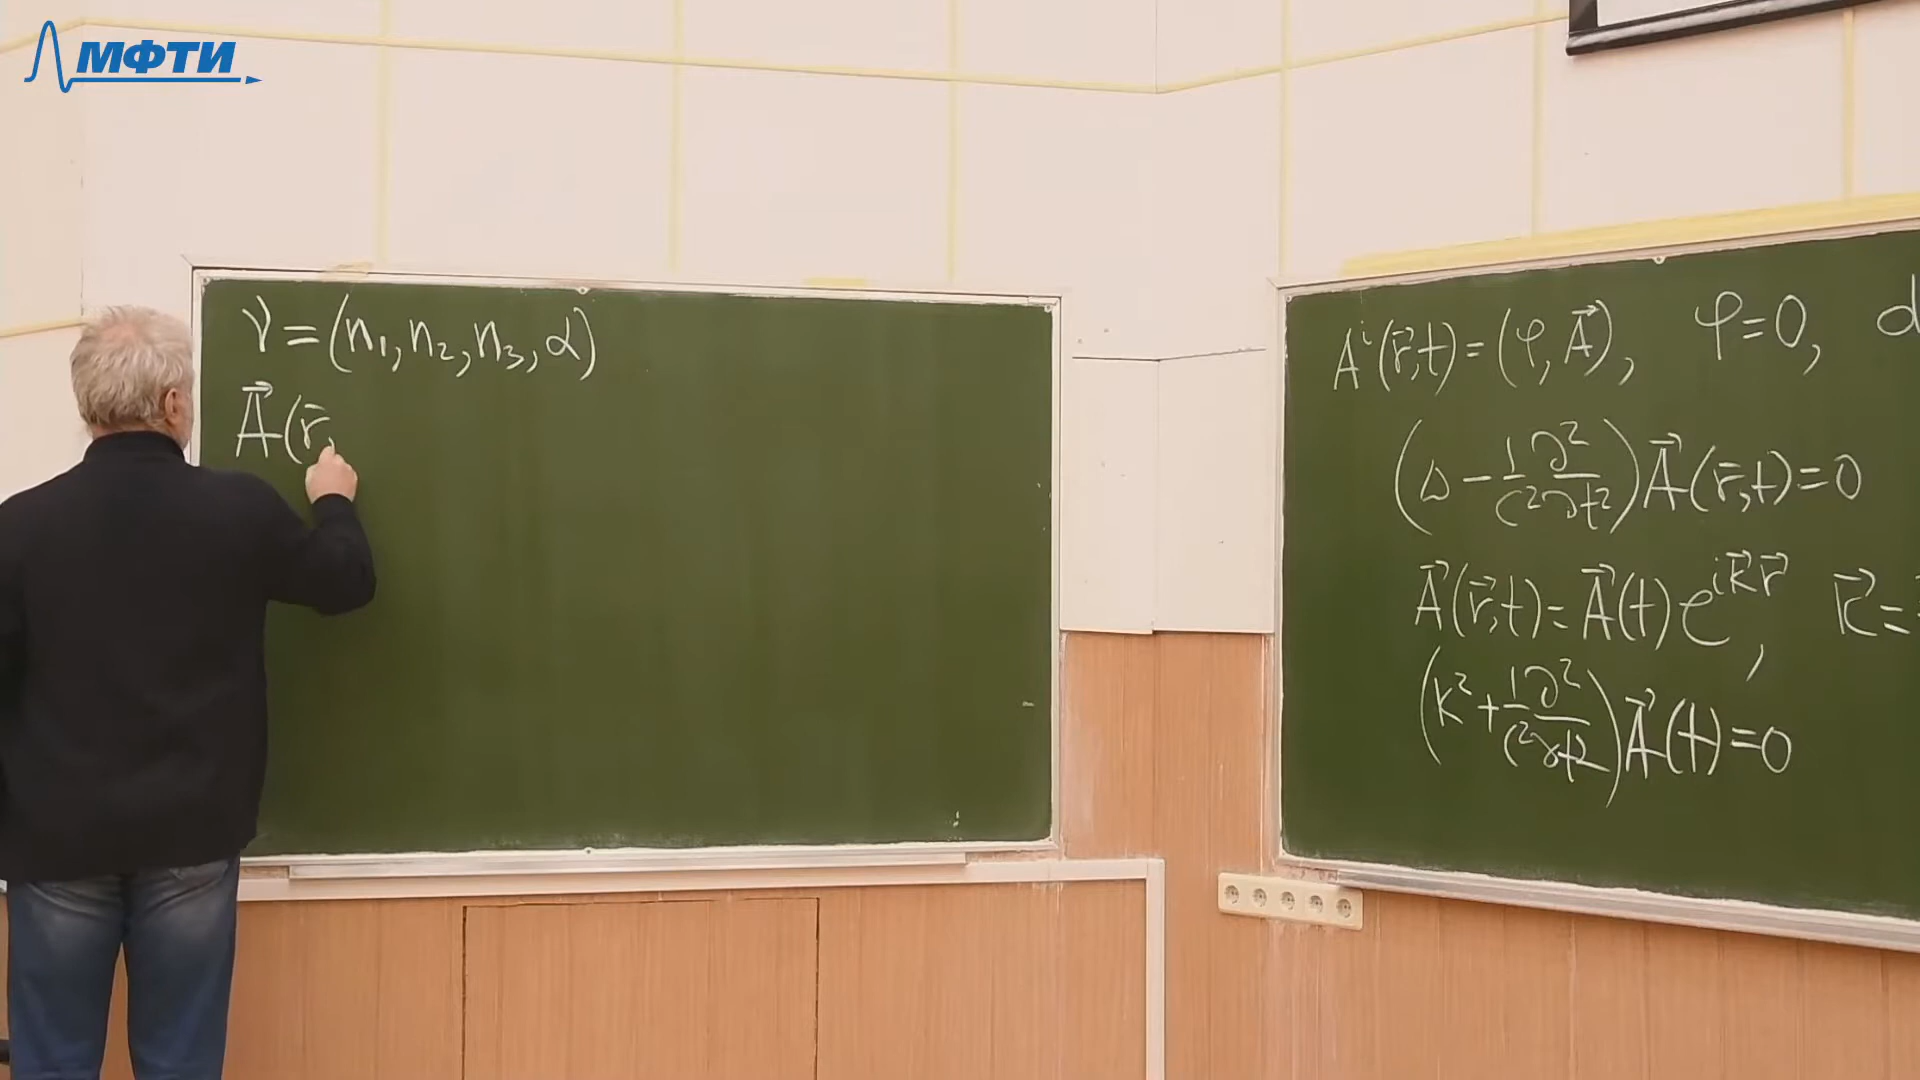 МФТИ
ν=(n₁,n₂,n₃,α)
A⃗(r̄,
Aⁱ(r⃗,t)=(φ,A⃗), φ=0, d
(Δ − 1/c² ∂²/∂t²)A⃗(r̄,t)=0
A⃗(r⃗,t)=A⃗(t)e^{ik⃗r⃗}, k⃗=
(k²+1/c² ∂²/∂t²)A⃗(t)=0